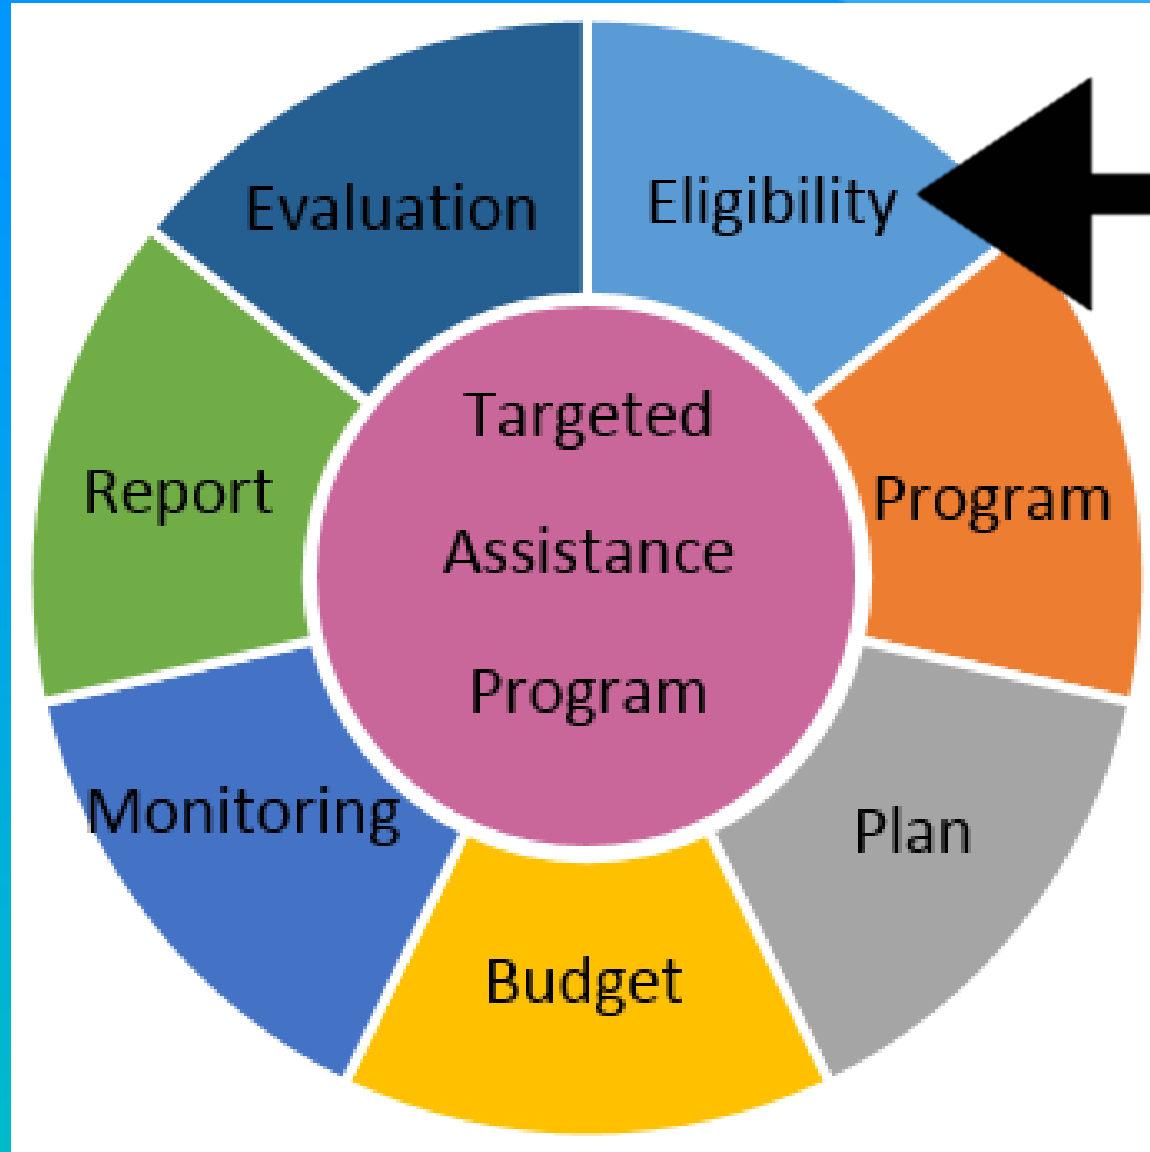 Evaluation
Eligibility
Targeted
Assistance
Program
Program
Report
Plan
Monitoring
Budget